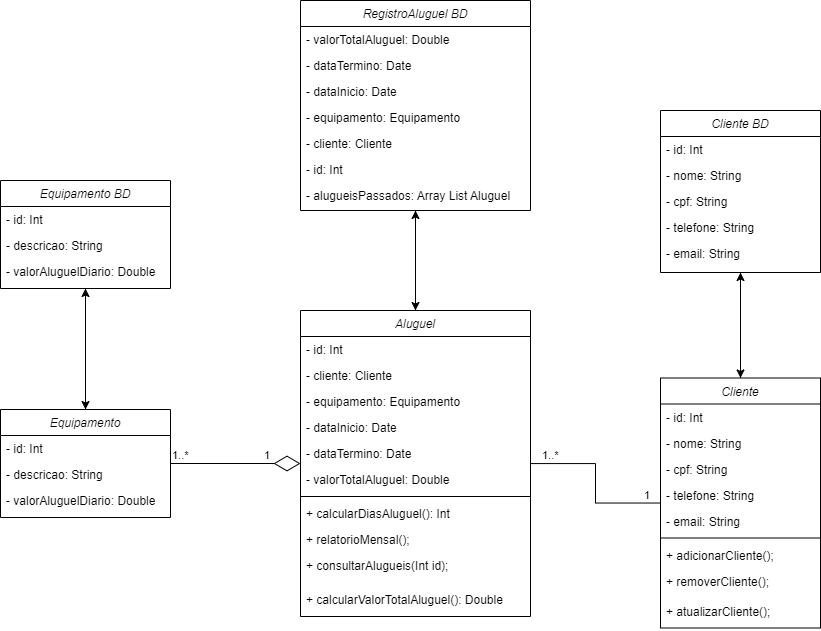 RegistroAluguel BD
- valorTotalAluguel: Double
- dataTermino: Date
- dataInicio: Date
- equipamento: Equipamento
- cliente: Cliente
- id: Int
- alugueisPassados: Array List Aluguel
Cliente BD
- id: Int
- nome: String
- cpf: String
- telefone: String
- email: String
Equipamento BD
- id: Int
- descricao: String
- valorAluguelDiario: Double
Aluguel
- id: Int
- cliente: Cliente
- equipamento: Equipamento
- dataInicio: Date
- dataTermino: Date
- valorTotalAluguel: Double
+ calcularDiasAluguel(): Int
+ relatorioMensal();
+ consultarAlugueis(Int id);
+ calcularValorTotalAluguel(): Double
Equipamento
- id: Int
- descricao: String
- valorAluguelDiario: Double
1..*
1
1..*
1
Cliente
- id: Int
- nome: String
- cpf: String
- telefone: String
- email: String
+ adicionarCliente();
+ removerCliente();
+ atualizarCliente();